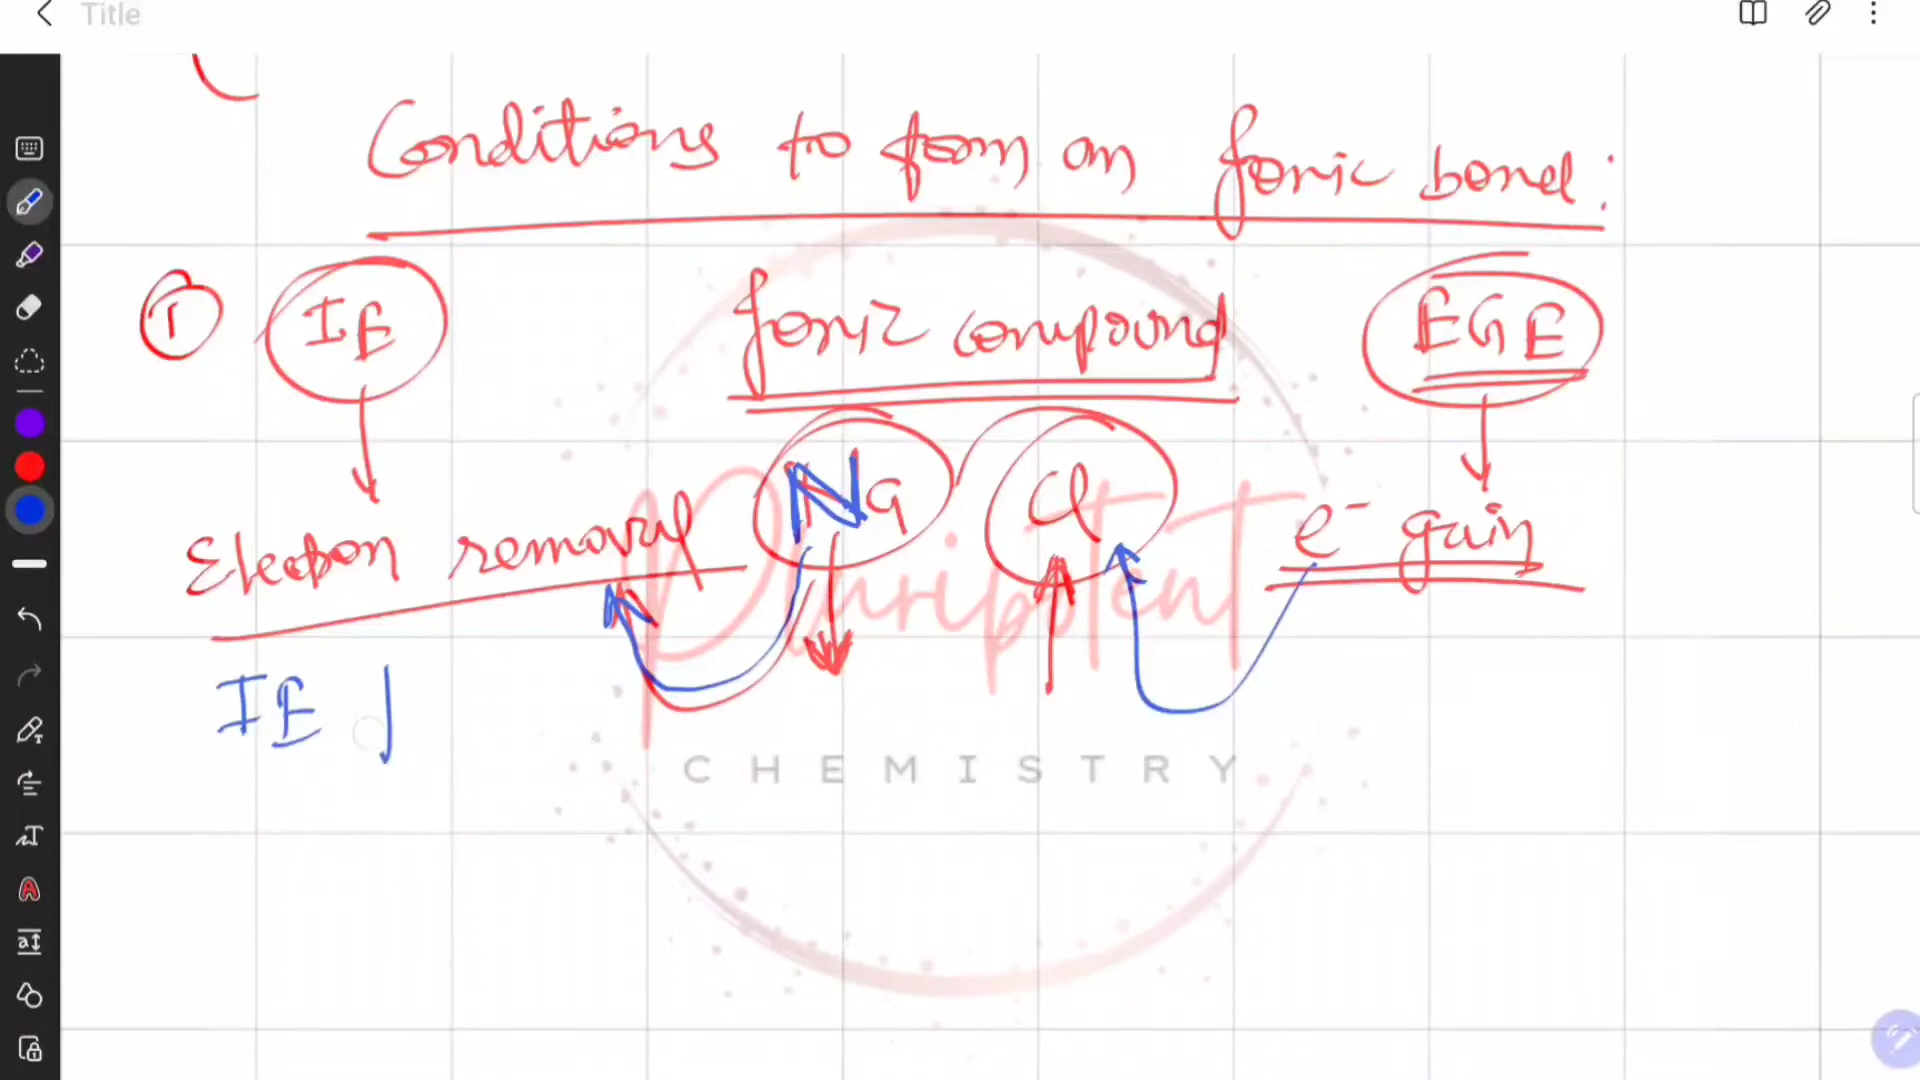 Title
Conditions to form an Ionic bond:
① IE Ionic compound EGE
Na Cl
Electron removal e⁻ gain
Pluripotent
IE
CHEMISTRY